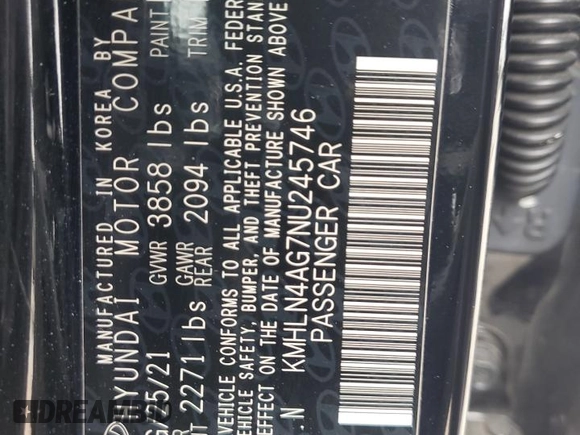 MANUFACTURED IN KOREA BY
HYUNDAI MOTOR COMPA
25/21 GVWR 3858 lbs PAINT
2271 lbs GAWR REAR 2094 lbs TRIM
VEHICLE CONFORMS TO ALL APPLICABLE U.S.A. FEDER
VEHICLE SAFETY, BUMPER, AND THEFT PREVENTION STAN
EFFECT ON THE DATE OF MANUFACTURE SHOWN ABOVE
.N KMHLN4AG7NU245746
PASSENGER CAR